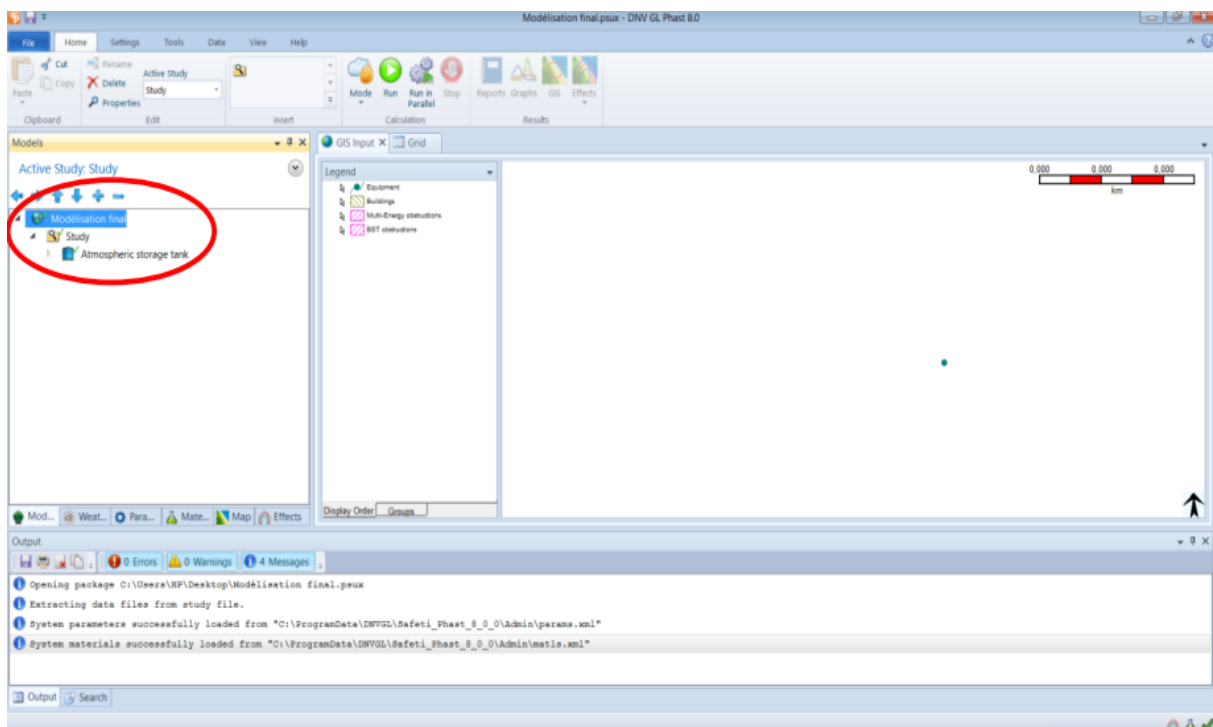 Modélisation final.psux - DNV GL Phast 8.0
File Home Settings Tools Data View Help
Cut Rename
Active Study
Copy Delete
Study
Paste
Properties
Mode Run Run in Parallel Stop
Reports Graphs GIS Effects
Clipboard Edit Insert Calculation Results
Models
GIS Input Grid
Active Study: Study
Legend
Equipment
Buildings
Multi-Energy obstructions
BST obstructions
0,000 0,000 0,000
km
Modélisation final
Study
Atmospheric storage tank
Display Order Groups
Mod... Weat... Para... Mate... Map Effects
Output
0 Errors 0 Warnings 4 Messages
Opening package C:\Users\HP\Desktop\Modélisation final.psux
Extracting data files from study file.
System parameters successfully loaded from "C:\ProgramData\DNVGL\Safeti_Phast_8_0_0\Admin\params.xml"
System materials successfully loaded from "C:\ProgramData\DNVGL\Safeti_Phast_8_0_0\Admin\matls.xml"
Output Search